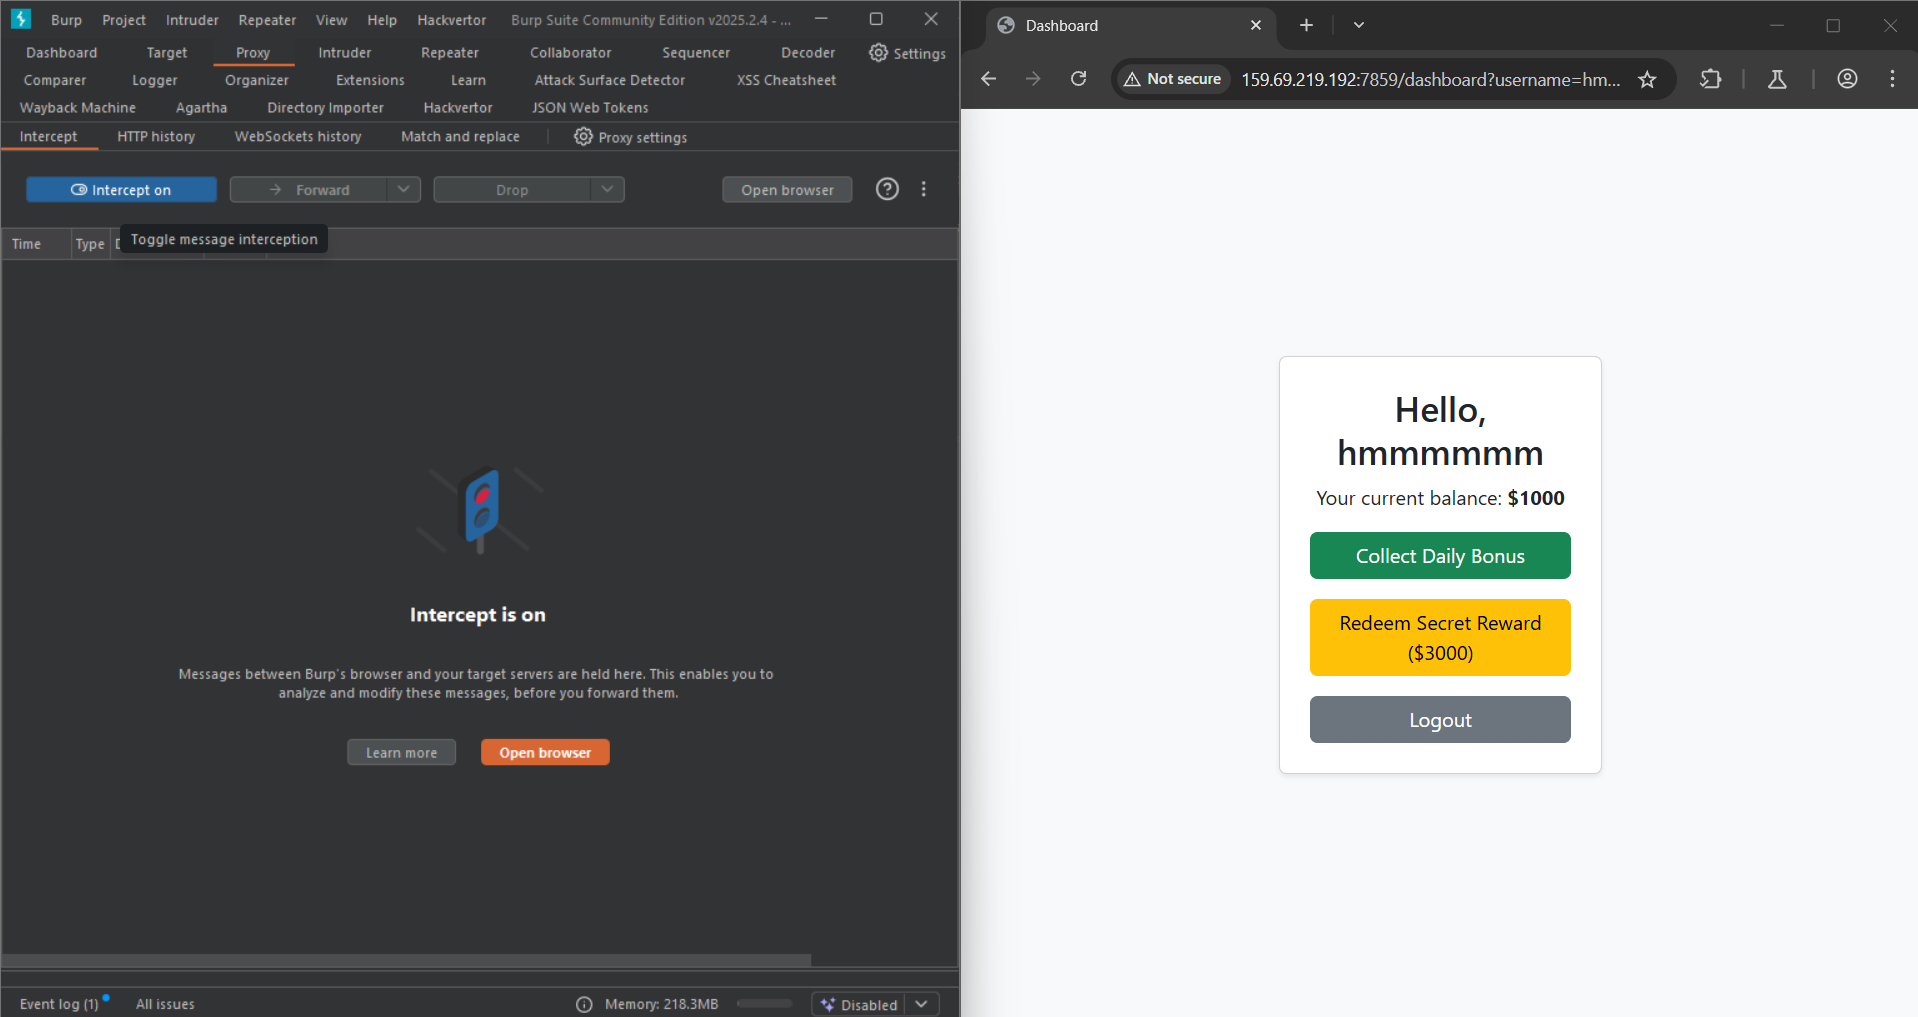 Burp Project Intruder Repeater View Help Hackvertor Burp Suite Community Edition v2025.2.4 - ...
Dashboard Target Proxy Intruder Repeater Collaborator Sequencer Decoder Settings
Comparer Logger Organizer Extensions Learn Attack Surface Detector XSS Cheatsheet
Wayback Machine Agartha Directory Importer Hackvertor JSON Web Tokens
Intercept HTTP history WebSockets history Match and replace Proxy settings
Intercept on Forward Drop Open browser
Time Type D
Toggle message interception
Intercept is on
Messages between Burp's browser and your target servers are held here. This enables you to
analyze and modify these messages, before you forward them.
Learn more Open browser
Event log (1) All issues Memory: 218.3MB Disabled
Dashboard
Not secure 159.69.219.192:7859/dashboard?username=hm...
Hello,
hmmmmmm
Your current balance: $1000
Collect Daily Bonus
Redeem Secret Reward
($3000)
Logout